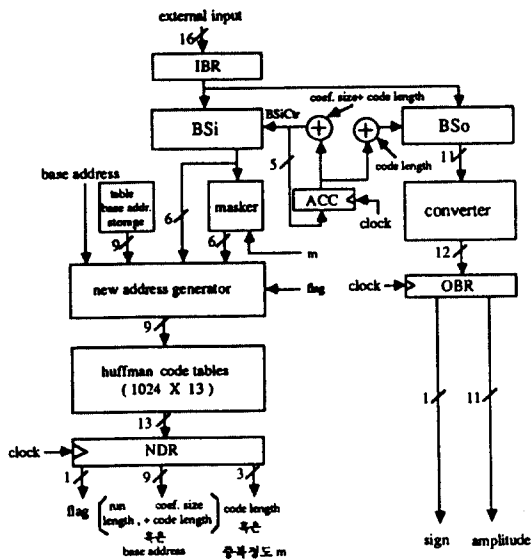 external input
16
IBR
coef. size+ code length
BSi
BSiCtr
+
+
BSo
code length
5
11
base address
table
base addr.
storage
6
masker
ACC
clock
converter
9
6
m
12
new address generator
flag
clock
OBR
9
huffman code tables
( 1024 X 13 )
1
11
13
clock
NDR
1
9
3
flag
run
length,
coef. size
+ code length
혹은
base address
code length
혹은
중복정도 m
sign
amplitude